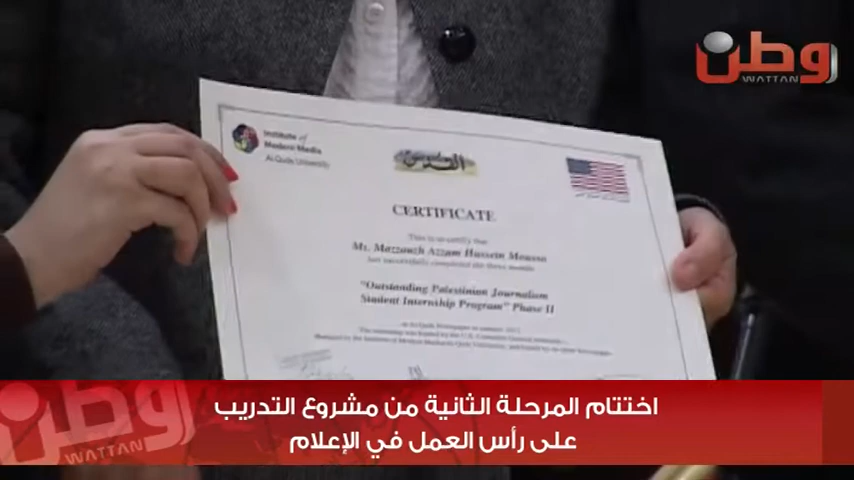 وطن
WATTAN
Institute of
Modern Media
Al-Quds University
القدس
CERTIFICATE
This is to certify that
Ms. Azzam Hussein Mousa
has successfully completed the three months
"Outstanding Palestinian Journalism
Student Internship Program" Phase II
اختتام المرحلة الثانية من مشروع التدريب
على رأس العمل في الإعلام
وطن
WATTAN